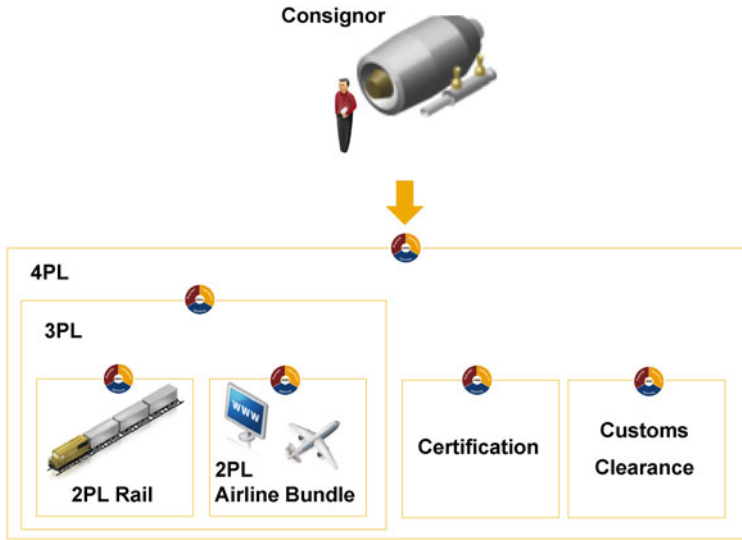 Consignor
4PL
3PL
2PL Rail
www
2PL
Airline Bundle
Certification
Customs
Clearance